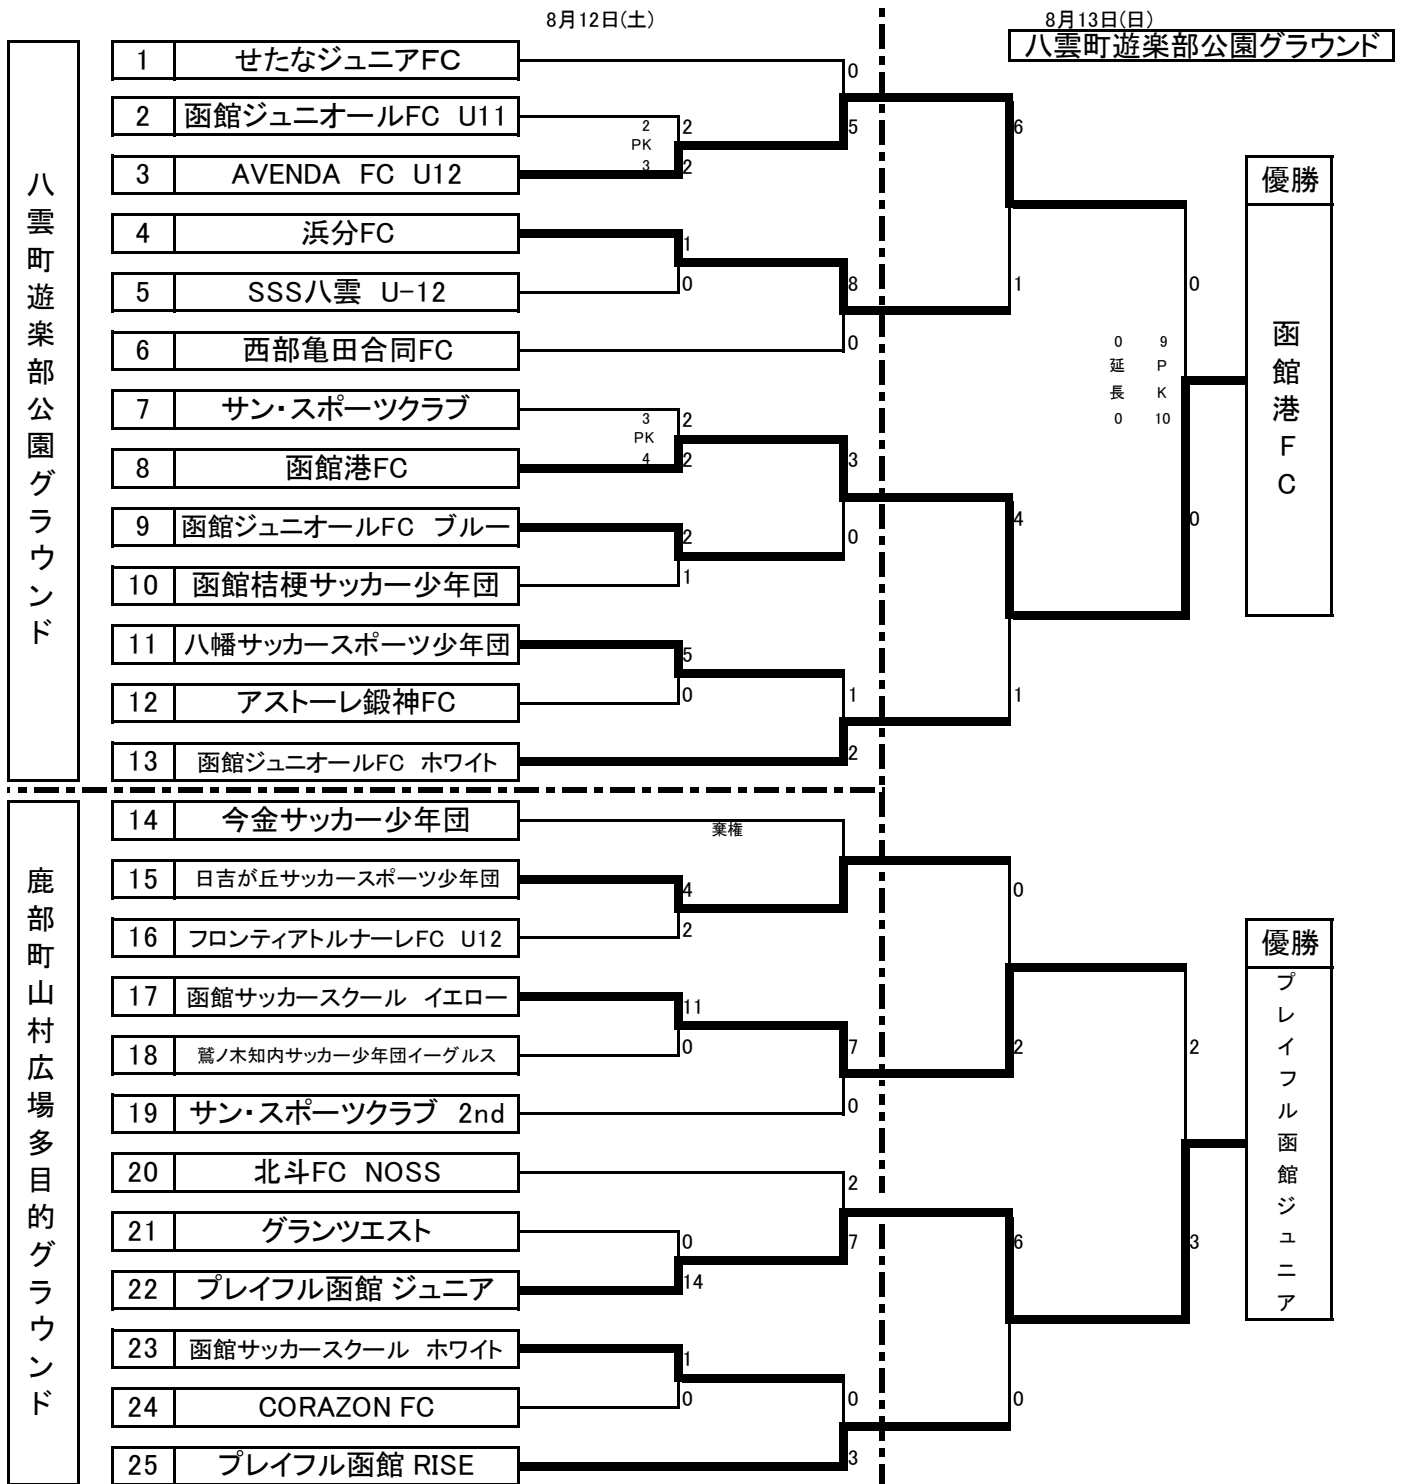 8月12日(土)
8月13日(日)
八雲町遊楽部公園グラウンド
八雲町遊楽部公園グラウンド
1 せたなジュニアFC
0
2 函館ジュニオールFC U11
2
PK
3
2
5
6
3 AVENDA FC U12
2
優勝
4 浜分FC
1
5 SSS八雲 U-12
0
8
1
0
6 西部亀田合同FC
0
0
延
長
0
9
P
K
10
函館港FC
7 サン・スポーツクラブ
3
PK
4
2
8 函館港FC
2
3
9 函館ジュニオールFC ブルー
2
0
4
0
10 函館桔梗サッカー少年団
1
11 八幡サッカースポーツ少年団
5
12 アストーレ鍛神FC
0
1
1
13 函館ジュニオールFC ホワイト
2
鹿部町山村広場多目的グラウンド
14 今金サッカー少年団
棄権
15 日吉が丘サッカースポーツ少年団
4
0
16 フロンティアトルナーレFC U12
2
優勝
プレイフル函館ジュニア
17 函館サッカースクール イエロー
11
18 鷲ノ木知内サッカー少年団イーグルス
0
7
2
2
19 サン・スポーツクラブ 2nd
0
20 北斗FC NOSS
2
21 グランツエスト
0
7
6
3
22 プレイフル函館 ジュニア
14
23 函館サッカースクール ホワイト
1
24 CORAZON FC
0
0
0
25 プレイフル函館 RISE
3